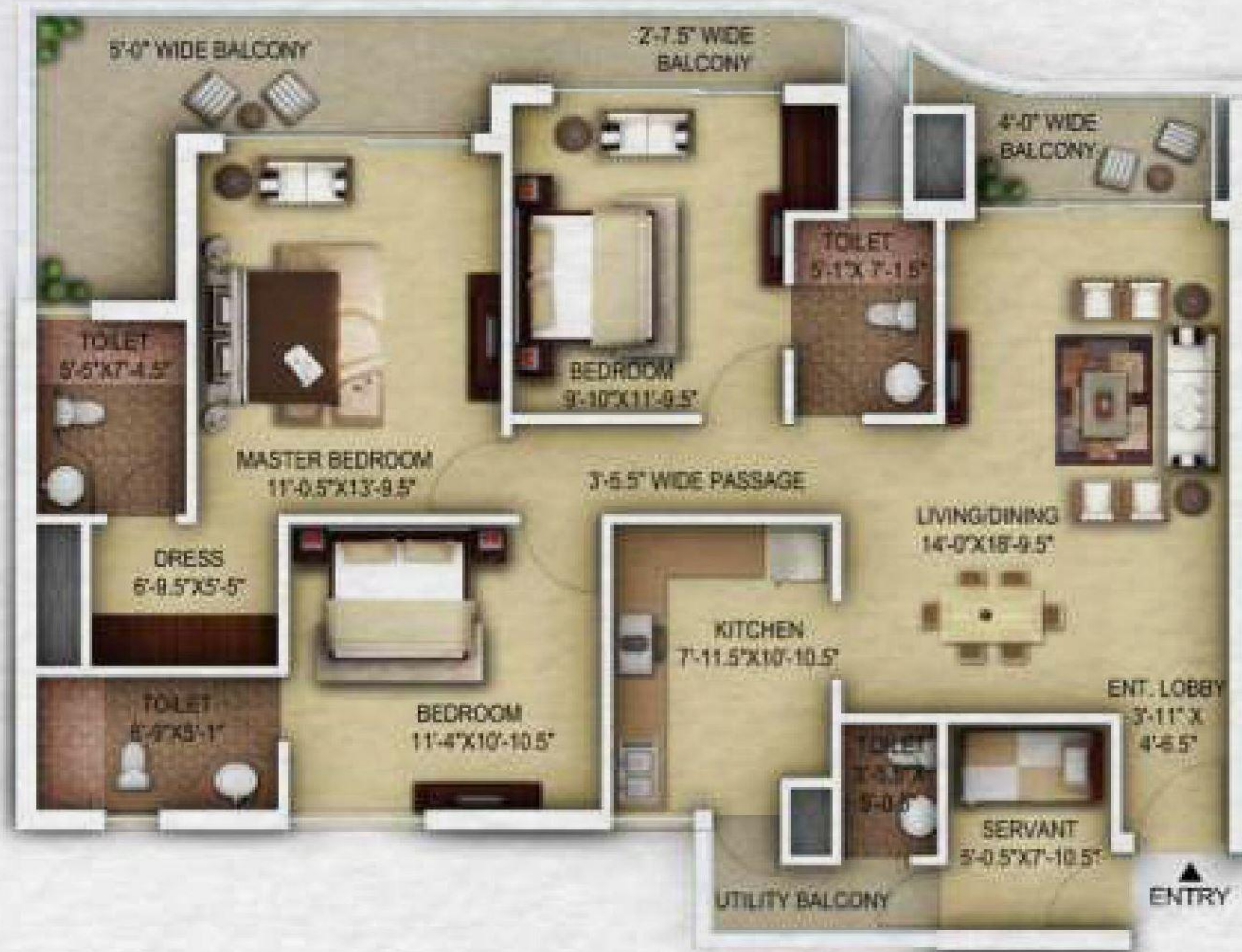 5'-0" WIDE BALCONY
2'-7.5" WIDE
BALCONY
4'-0" WIDE
BALCONY
TOILET
5'-1"X 7'-1.5"
TOILET
5'-5"X7'-4.5"
BEDROOM
9'-10"X11'-9.5"
MASTER BEDROOM
11'-0.5"X13'-9.5"
3'-5.5" WIDE PASSAGE
LIVING/DINING
14'-0"X18'-9.5"
DRESS
6'-9.5"X5'-5"
KITCHEN
7'-11.5"X10'-10.5"
TOILET
X5'-1"
BEDROOM
11'-4"X10'-10.5"
ENT. LOBBY
3'-11" X
4'-6.5"
TOILET
SERVANT
5'-0.5"X7'-10.5"
UTILITY BALCONY
ENTRY